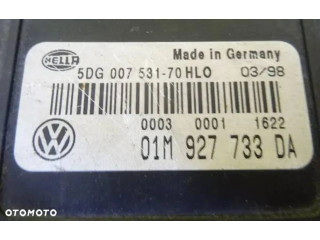 HELLA
Made in Germany
5DG 007 531-70 HLO 03/98
0003 0001 1622
01M 927 733 DA
OTOMOTO